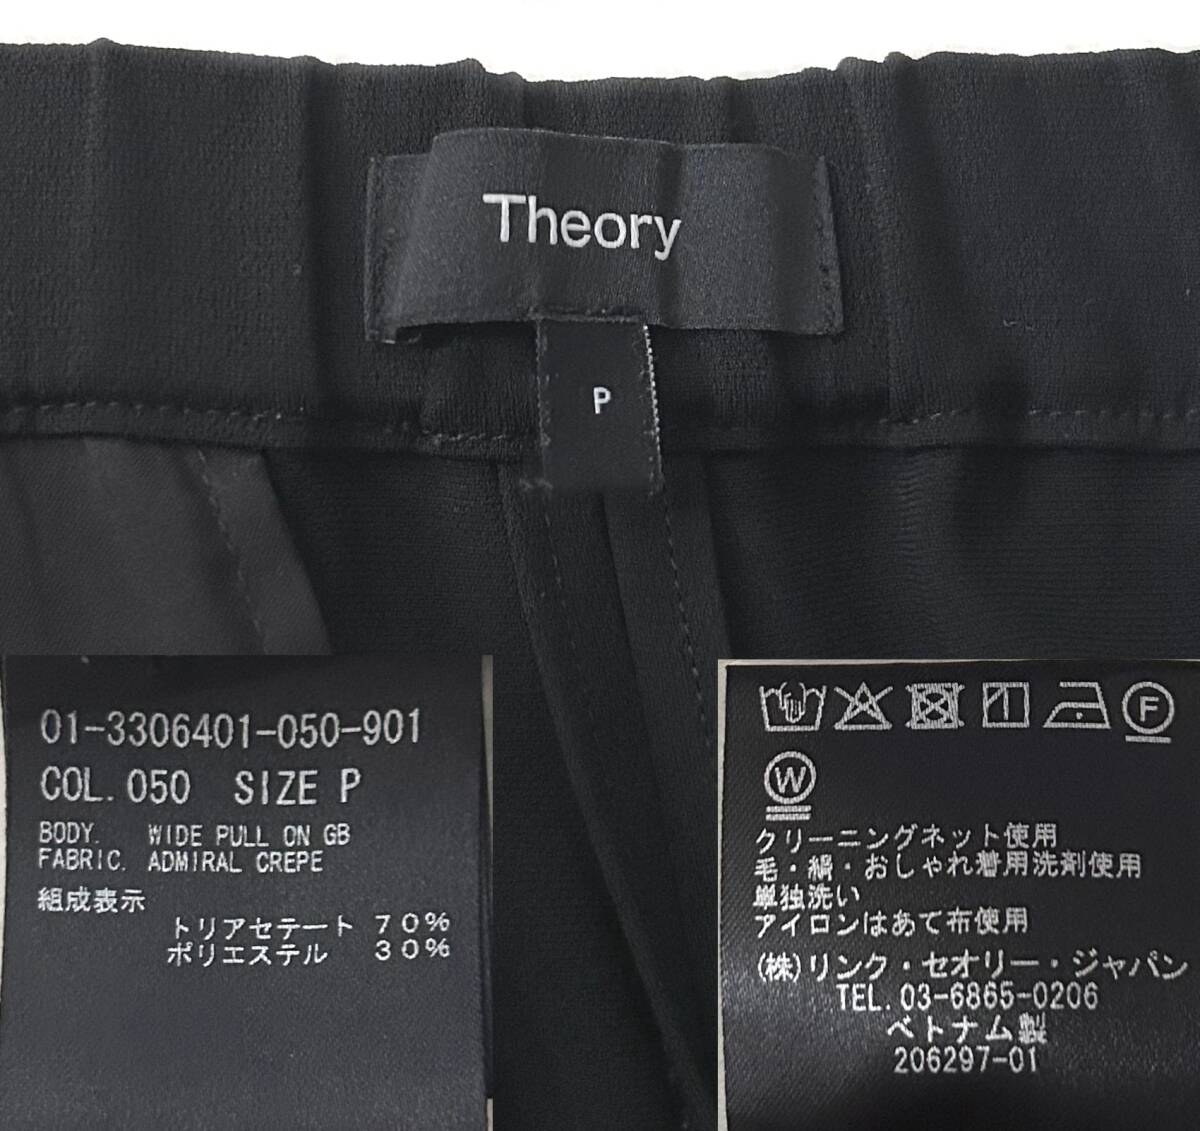 Theory
P
01-3306401-050-901
COL. 050 SIZE P
BODY. WIDE PULL ON GB
FABRIC. ADMIRAL CREPE
組成表示
トリアセテート 70%
ポリエステル 30%
F
W
クリーニングネット使用
毛・絹・おしゃれ着用洗剤使用
単独洗い
アイロンはあて布使用
(株)リンク・セオリー・ジャパン
TEL. 03-6865-0206
ベトナム製
206297-01